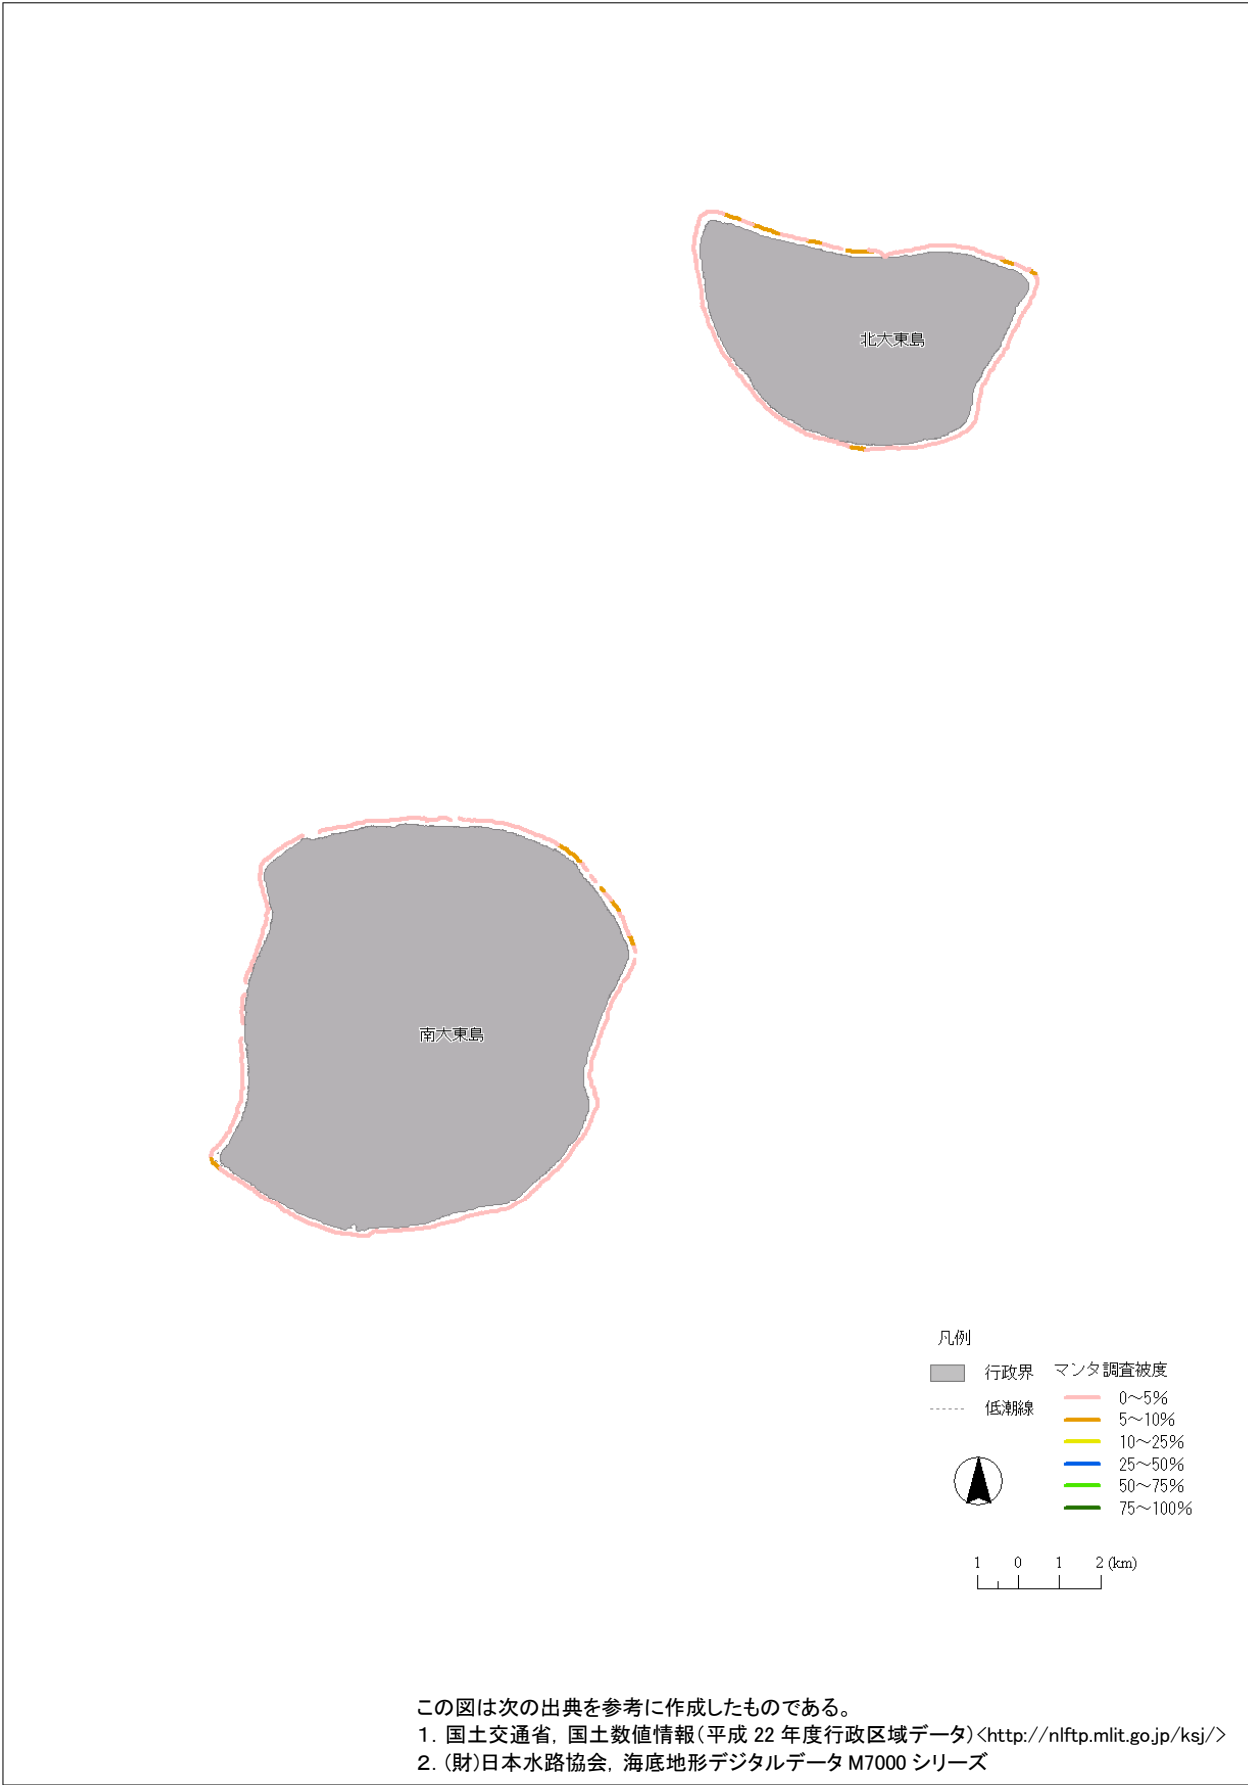 北大東島
南大東島
凡例
行政界
低潮線
マンタ調査被度
0～5%
5～10%
10～25%
25～50%
50～75%
75～100%
1 0 1 2 (km)
この図は次の出典を参考に作成したものである。
1. 国土交通省, 国土数値情報(平成 22 年度行政区域データ)<http://nlftp.mlit.go.jp/ksj/>
2. (財)日本水路協会, 海底地形デジタルデータ M7000 シリーズ